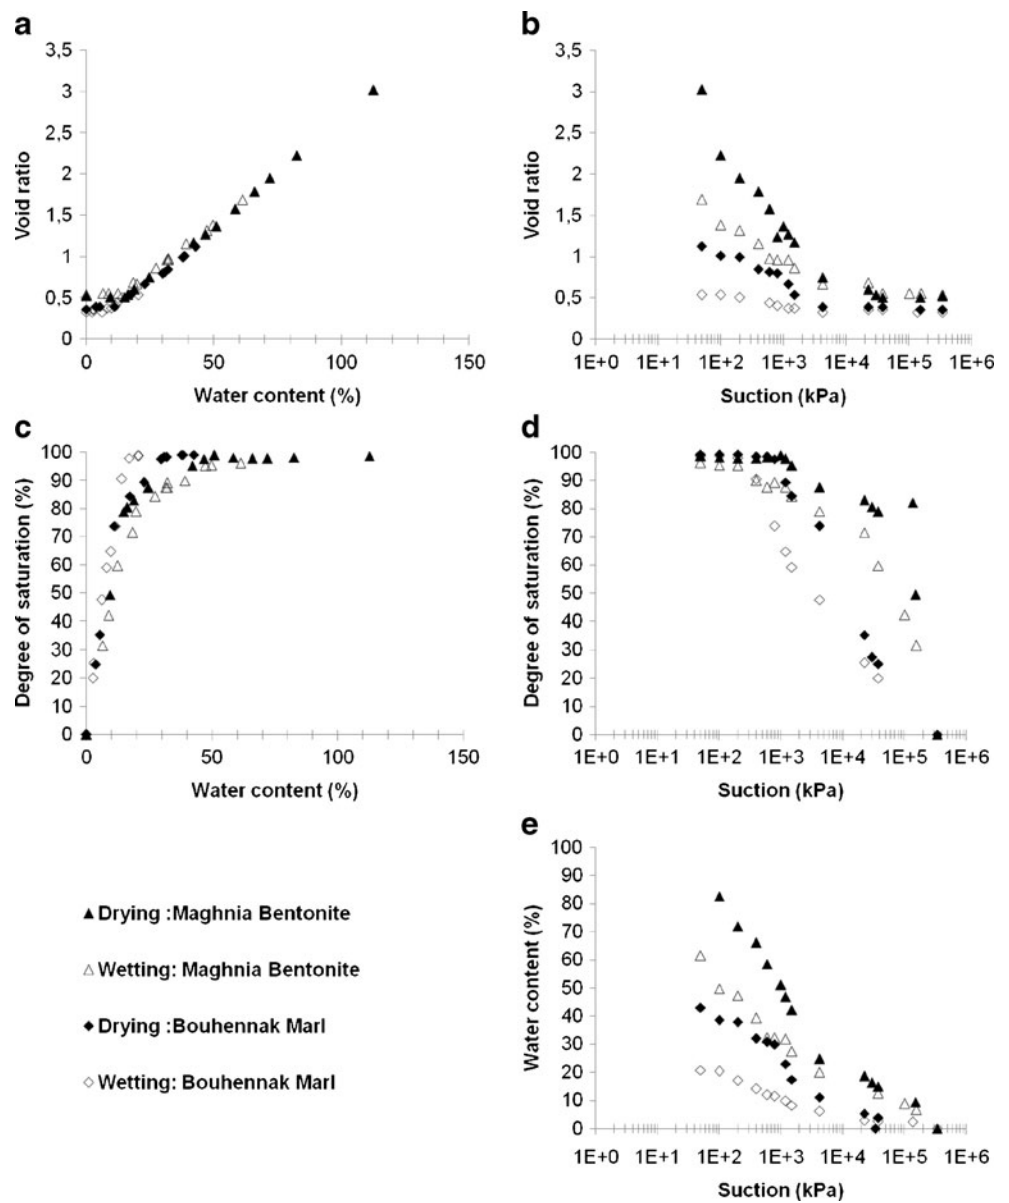 a
3,5
3
2,5
2
1,5
1
0,5
0
Void ratio
0 50 100 150
Water content (%)
b
3,5
3
2,5
2
1,5
1
0,5
0
Void ratio
1E+0 1E+1 1E+2 1E+3 1E+4 1E+5 1E+6
Suction (kPa)
c
100
90
80
70
60
50
40
30
20
10
0
Degree of saturation (%)
0 50 100 150
Water content (%)
d
100
90
80
70
60
50
40
30
20
10
0
Degree of saturation (%)
1E+0 1E+1 1E+2 1E+3 1E+4 1E+5 1E+6
Suction (kPa)
Drying :Maghnia Bentonite
Wetting: Maghnia Bentonite
Drying :Bouhennak Marl
Wetting: Bouhennak Marl
e
100
90
80
70
60
50
40
30
20
10
0
Water content (%)
1E+0 1E+1 1E+2 1E+3 1E+4 1E+5 1E+6
Suction (kPa)